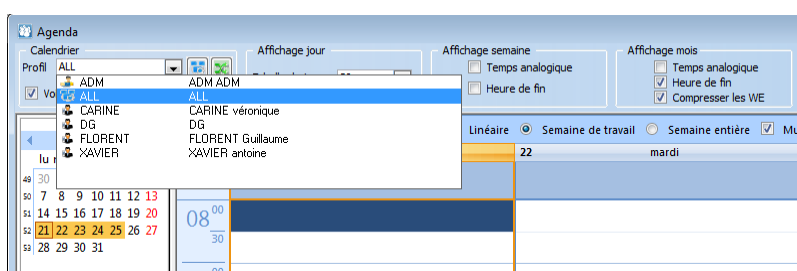 Agenda
Calendrier
Profil ALL
Vo
ADM ADM ADM
ALL ALL
CARINE CARINE véronique
DG DG
FLORENT FLORENT Guillaume
XAVIER XAVIER antoine
Affichage jour
Affichage semaine
Temps analogique
Heure de fin
Affichage mois
Temps analogique
Heure de fin
Compresser les WE
Linéaire Semaine de travail Semaine entière Mu
22 mardi
lu
49 30
50 7 8 9 10 11 12 13
51 14 15 16 17 18 19 20
52 21 22 23 24 25 26 27
53 28 29 30 31
08 00
30